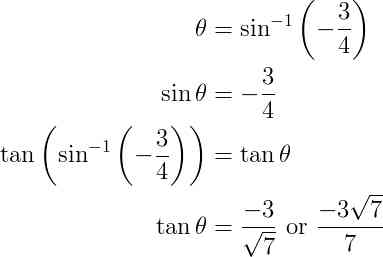 θ = sin⁻¹(−3/4)
sin θ = −3/4
tan(sin⁻¹(−3/4)) = tan θ
tan θ = −3/√7 or −3√7/7